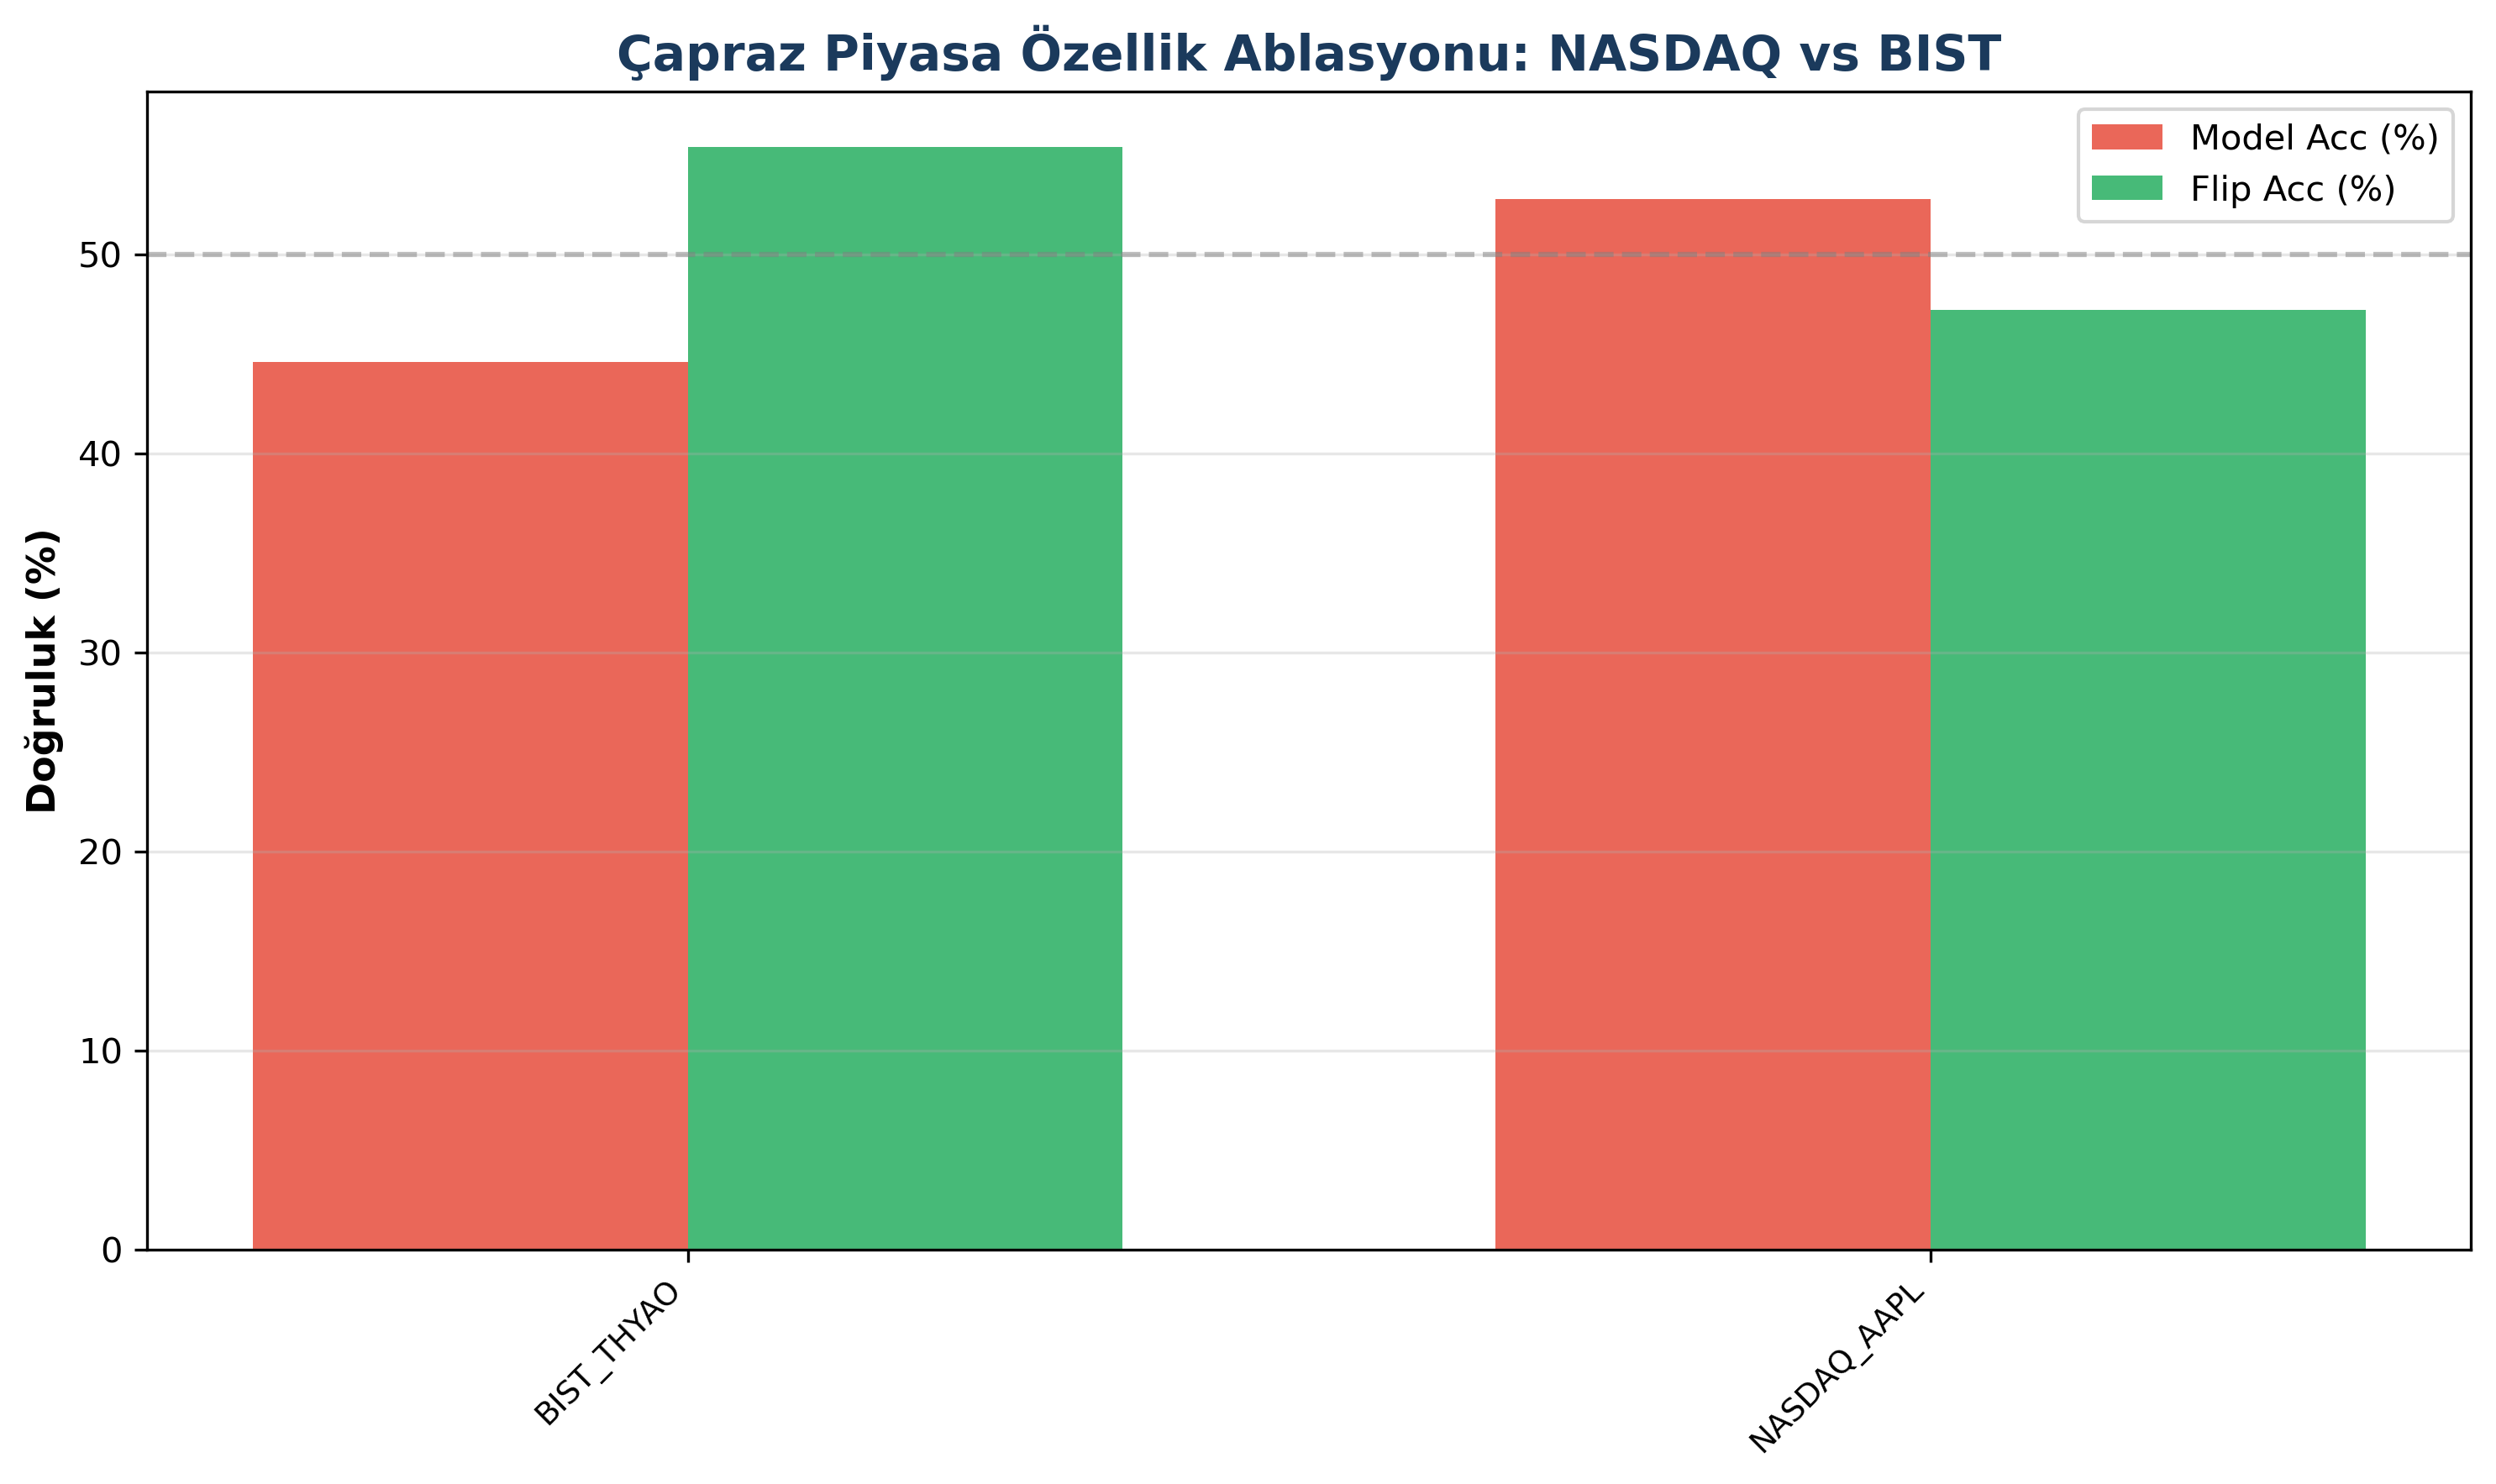 Çapraz Piyasa Özellik Ablasyonu: NASDAQ vs BIST
Model Acc (%)
Flip Acc (%)
Doğruluk (%)
50
40
30
20
10
0
BIST_THYAO
NASDAQ_AAPL